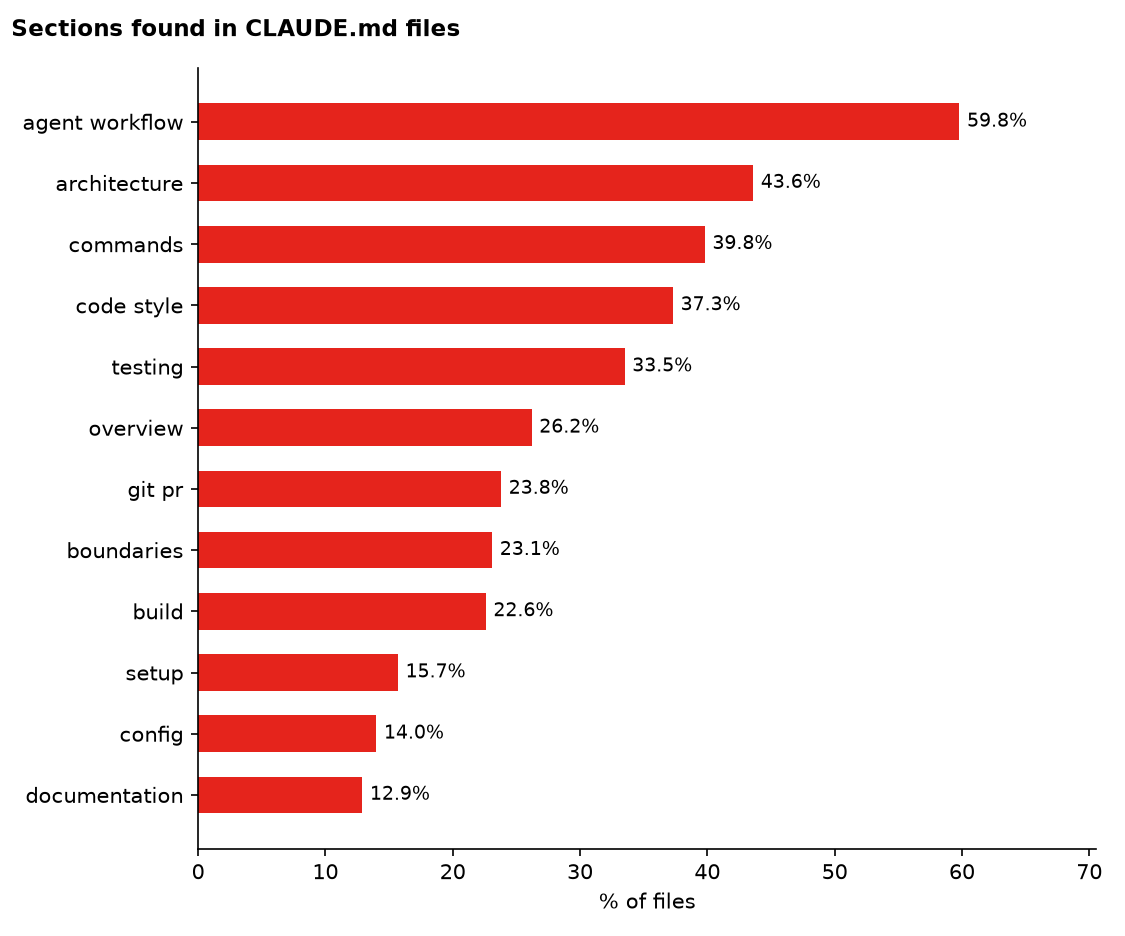 Sections found in CLAUDE.md files
agent workflow 59.8%
architecture 43.6%
commands 39.8%
code style 37.3%
testing 33.5%
overview 26.2%
git pr 23.8%
boundaries 23.1%
build 22.6%
setup 15.7%
config 14.0%
documentation 12.9%
0 10 20 30 40 50 60 70
% of files